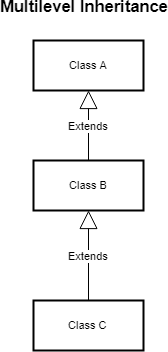 Multilevel Inheritance
Class A
Extends
Class B
Extends
Class C